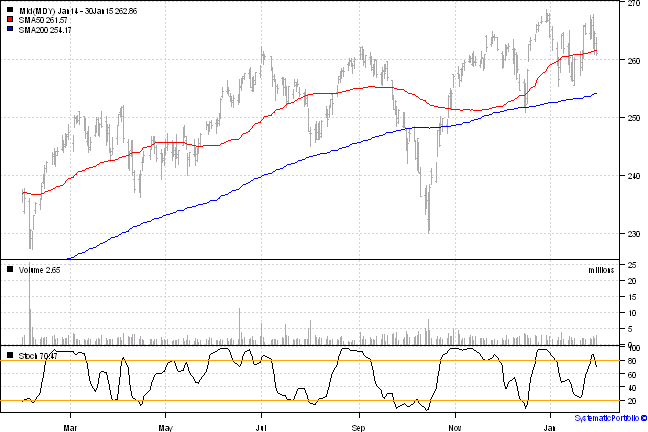 Mid(MDY) Jan14 - 30Jan15 262.86
SMA50 261.57
SMA200 254.17
270
260
250
240
230
Volume 2.65
millions
25
20
15
10
5
0
Stoch 70.47
100
80
60
40
20
Mar May Jul Sep Nov Jan
SystematicPortfolio ©